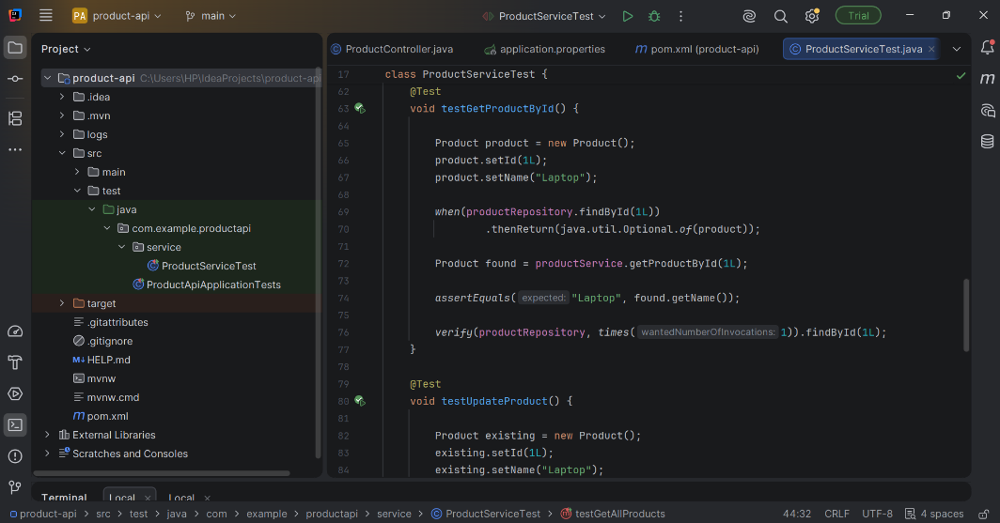 PA product-api main ProductServiceTest Trial
Project
ProductController.java application.properties pom.xml (product-api) ProductServiceTest.java
product-api C:\Users\HP\IdeaProjects\product-api
.idea
.mvn
logs
src
main
test
java
com.example.productapi
service
ProductServiceTest
ProductApiApplicationTests
target
.gitattributes
.gitignore
M↓ HELP.md
mvnw
mvnw.cmd
m pom.xml
External Libraries
Scratches and Consoles
17 class ProductServiceTest {
62 @Test
63 void testGetProductById() {
64
65 Product product = new Product();
66 product.setId(1L);
67 product.setName("Laptop");
68
69 when(productRepository.findById(1L))
70 .thenReturn(java.util.Optional.of(product));
71
72 Product found = productService.getProductById(1L);
73
74 assertEquals( expected: "Laptop", found.getName());
75
76 verify(productRepository, times( wantedNumberOfInvocations: 1)).findById(1L);
77 }
78
79 @Test
80 void testUpdateProduct() {
81
82 Product existing = new Product();
83 existing.setId(1L);
84 existing.setName("Laptop");
Terminal Local × Local ×
product-api > src > test > java > com > example > productapi > service > ProductServiceTest > testGetAllProducts 44:32 CRLF UTF-8 4 spaces